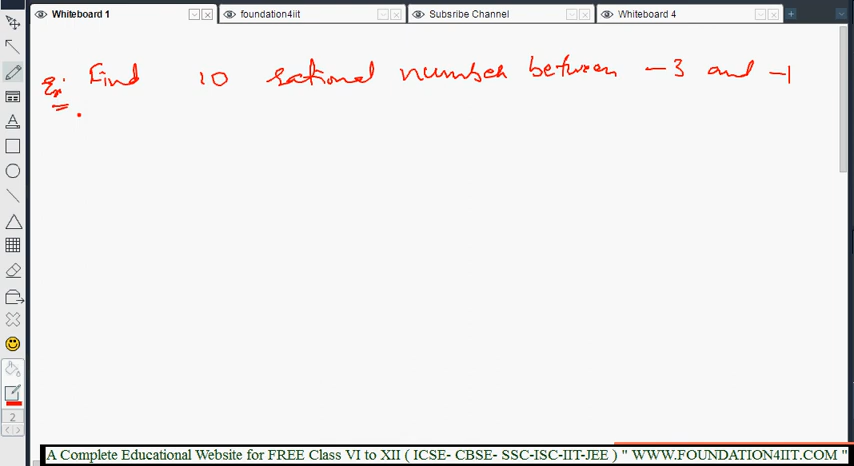 Whiteboard 1 foundation4iit Subsribe Channel Whiteboard 4
Ex: Find 10 rational number between -3 and -1
2
A Complete Educational Website for FREE Class VI to XII ( ICSE- CBSE- SSC-ISC-IIT-JEE ) " WWW.FOUNDATION4IIT.COM "